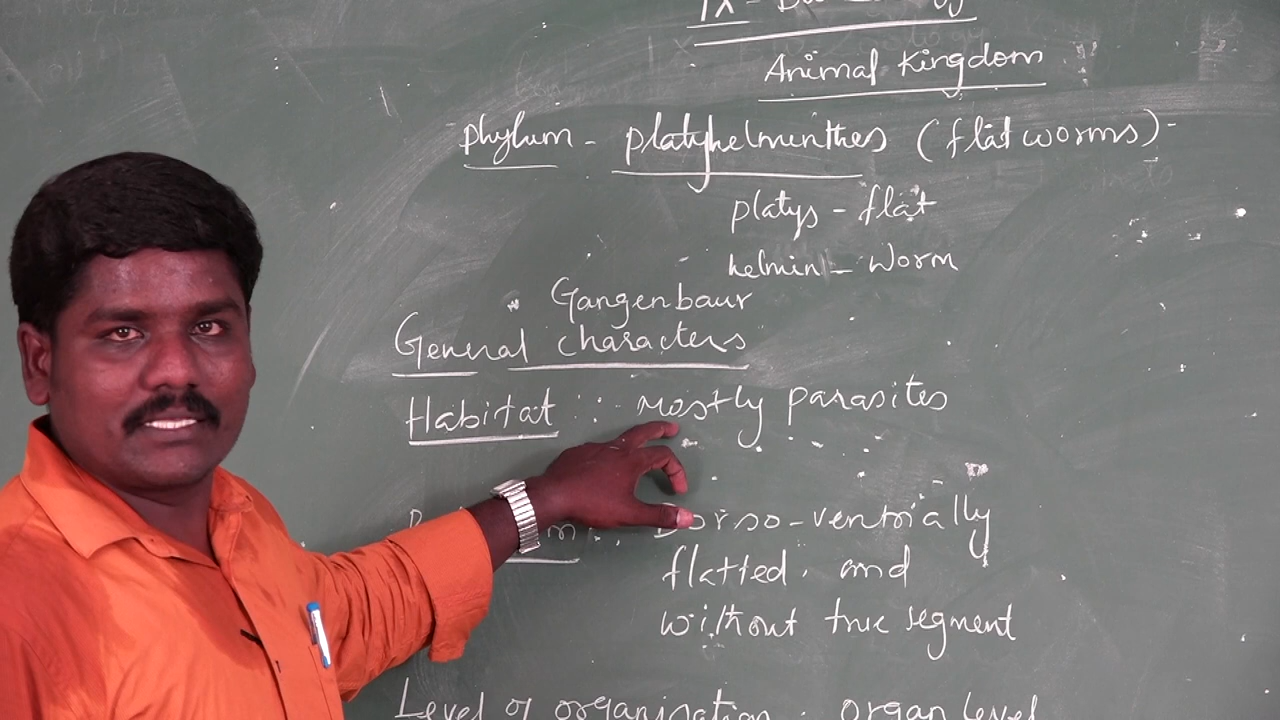 IX -
Animal Kingdom
phylum - platyhelminthes (flat worms)
platys - flat
helmin - worm
Gangenbaur
General characters
Habitat : mostly parasites
Dorso-ventrially
flatted. and
without true segment
Level of organisation : organ level